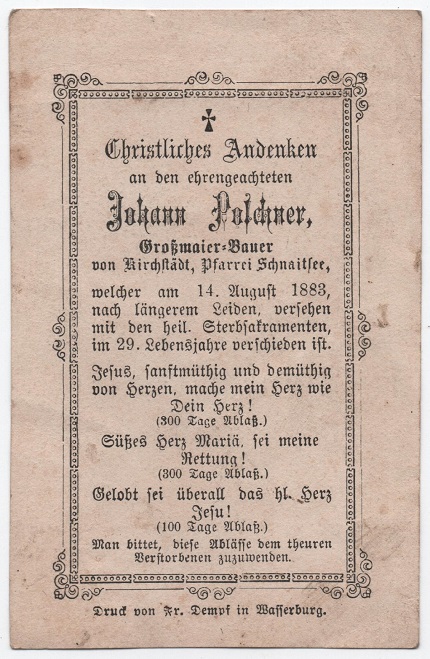 Christliches Andenken
an den ehrengeachteten
Johann Polchner,
Großmaier-Bauer
von Kirchstädt, Pfarrei Schnaitsee,
welcher am 14. August 1883,
nach längerem Leiden, versehen
mit den heil. Sterbsakramenten,
im 29. Lebensjahre verschieden ist.
Jesus, sanftmüthig und demüthig
von Herzen, mache mein Herz wie
Dein Herz!
(300 Tage Ablaß.)
Süßes Herz Mariä, sei meine
Rettung!
(300 Tage Ablaß.)
Gelobt sei überall das hl. Herz
Jesu!
(100 Tage Ablaß.)
Man bittet, diese Ablässe dem theuren
Verstorbenen zuzuwenden.
Druck von Fr. Dempf in Wasserburg.